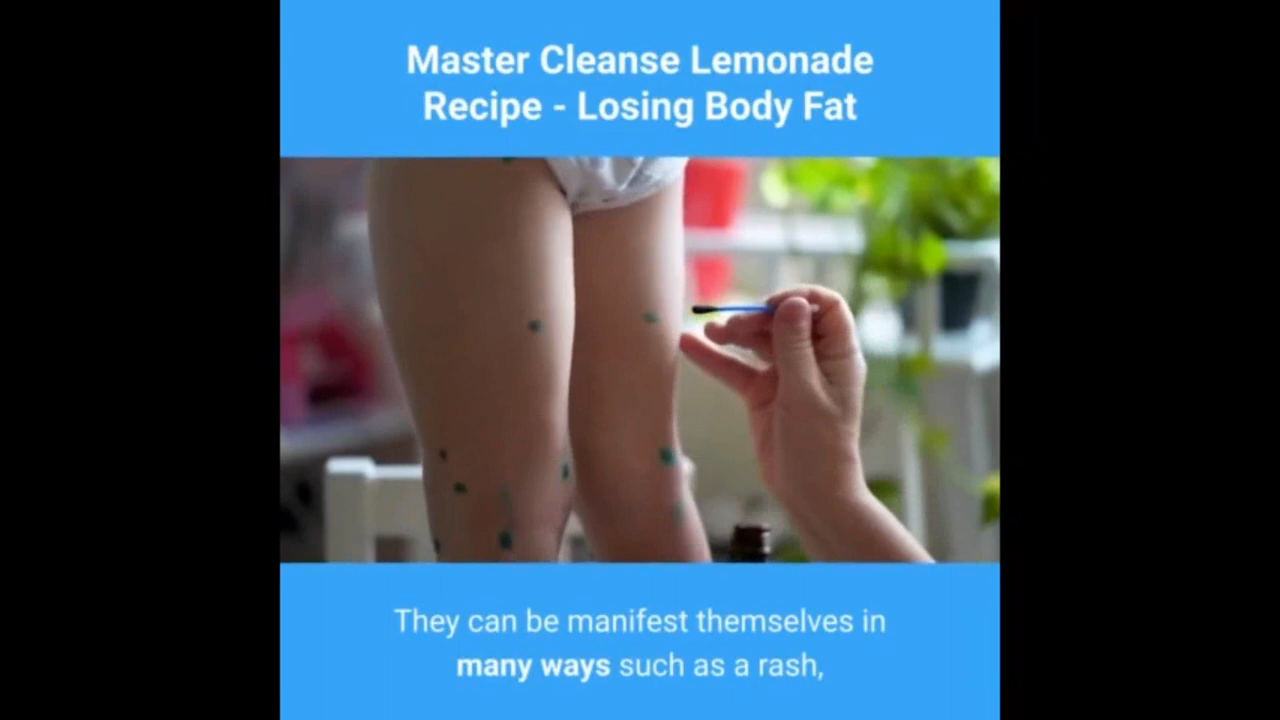 Master Cleanse Lemonade
Recipe - Losing Body Fat
They can be manifest themselves in
many ways such as a rash,